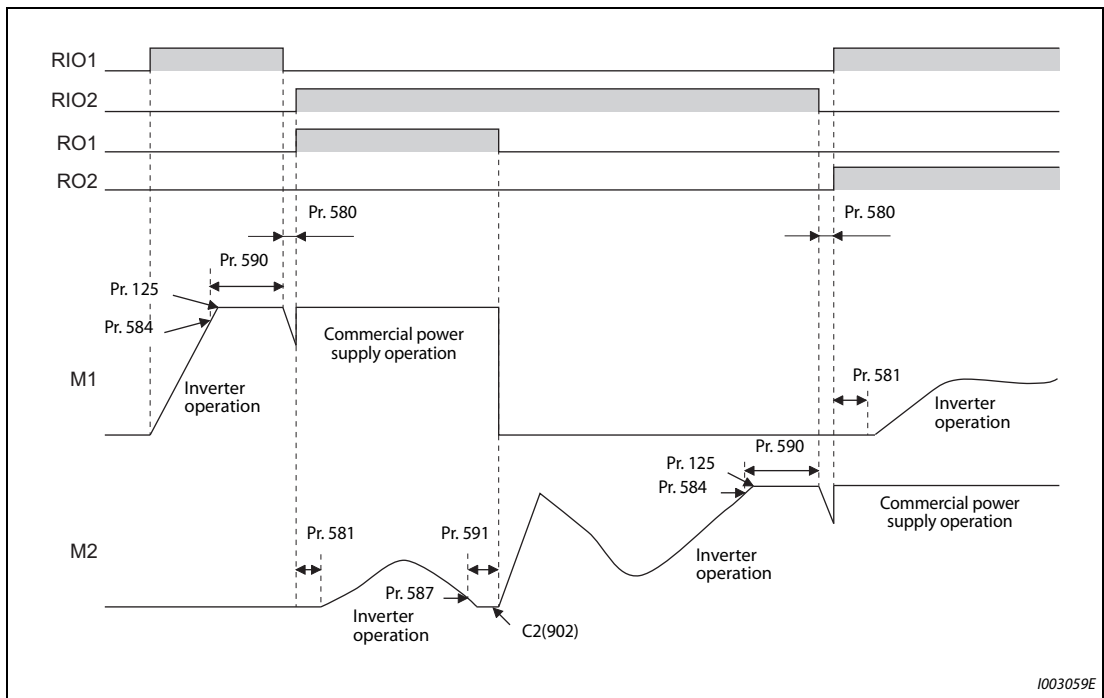 RIO1
RIO2
RO1
RO2
Pr. 580
Pr. 580
Pr. 590
Pr. 125
Pr. 584
M1
Inverter
operation
Commercial power
supply operation
Pr. 581
Inverter
operation
Pr. 590
Pr. 125
Pr. 584
Commercial power
supply operation
M2
Pr. 581
Pr. 591
Pr. 587
Inverter
operation
C2(902)
Inverter
operation
I003059E